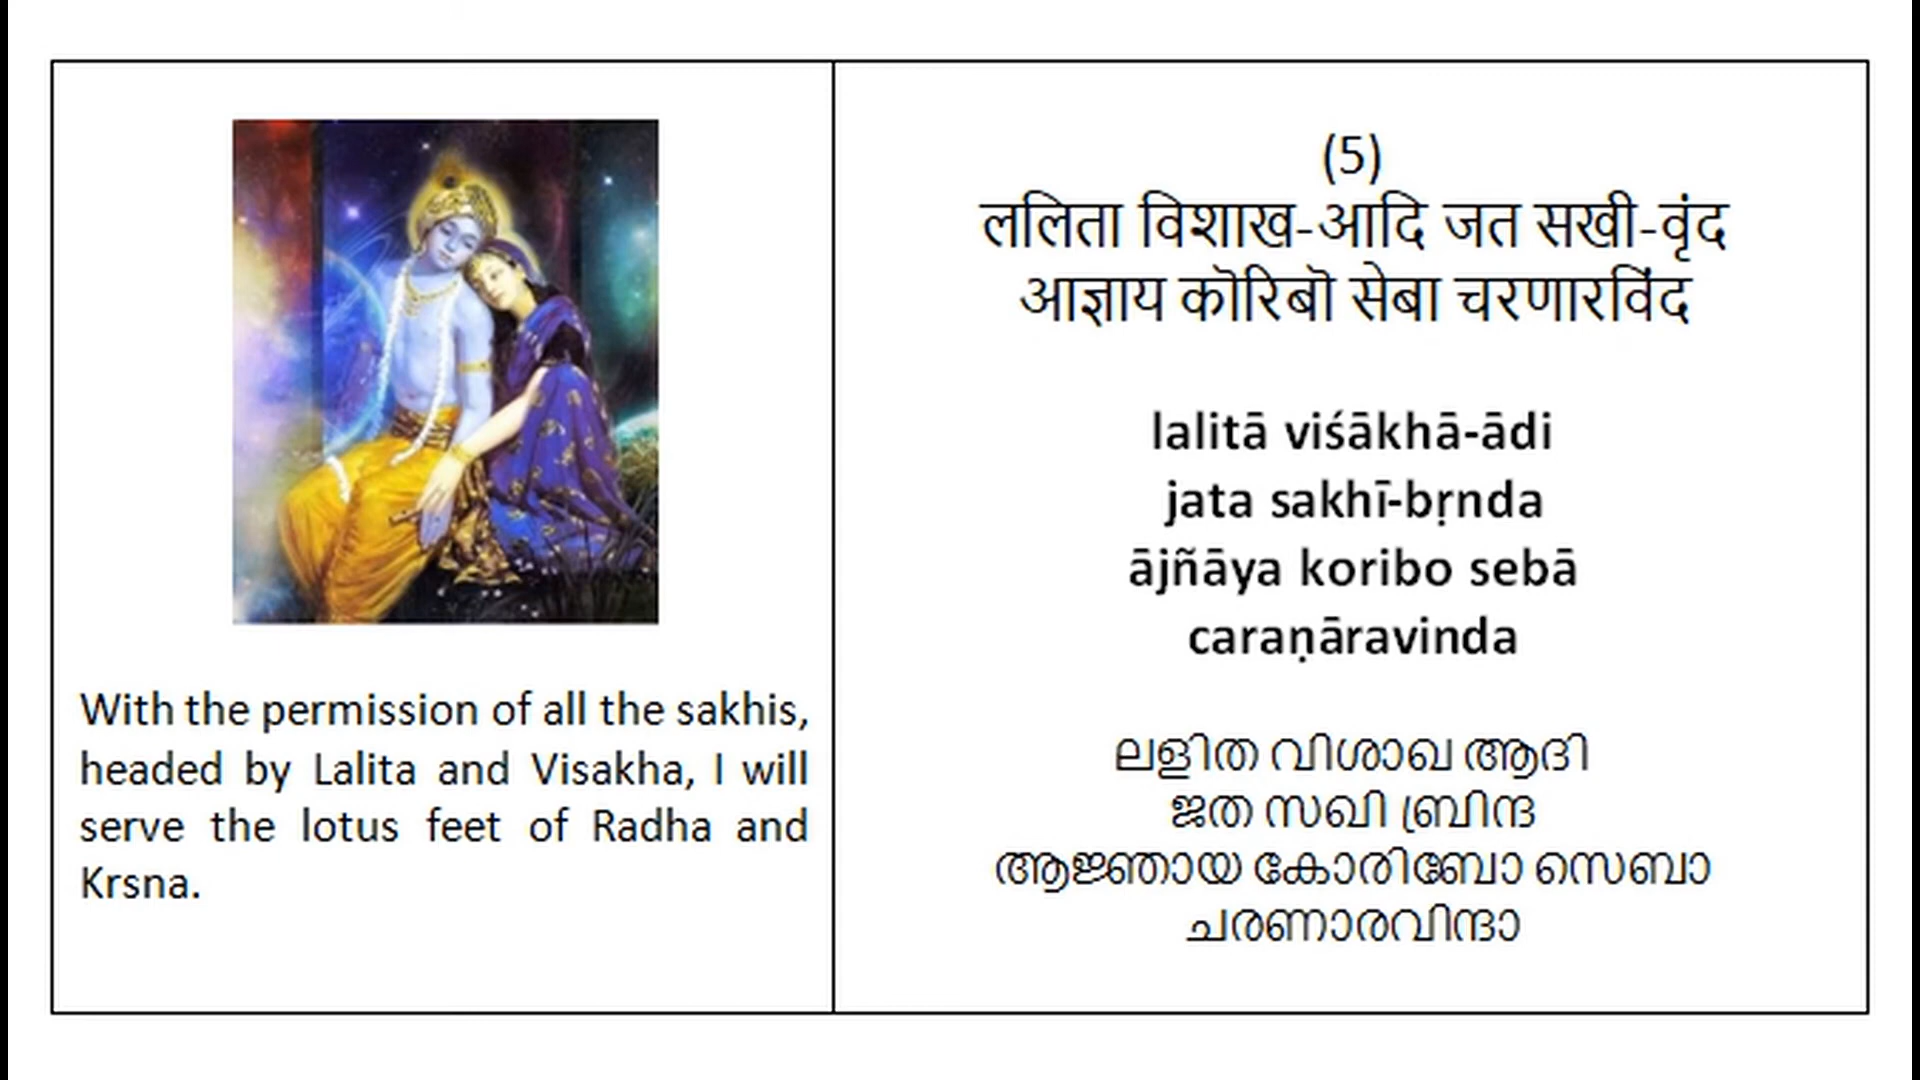 With the permission of all the sakhis,
headed by Lalita and Visakha, I will
serve the lotus feet of Radha and
Krsna.
(5)
ललिता विशाख-आदि जत सखी-वृंद
आज्ञाय कॊरिबॊ सेबा चरणारविंद
lalitā viśākhā-ādi
jata sakhī-bṛnda
ājñāya koribo sebā
caraṇāravinda
ലളിത വിശാഖ ആദി
ജത സഖി ബ്രിന്ദ
ആജ്ഞായ കോരിബോ സെബാ
ചരണാരവിന്ദാ